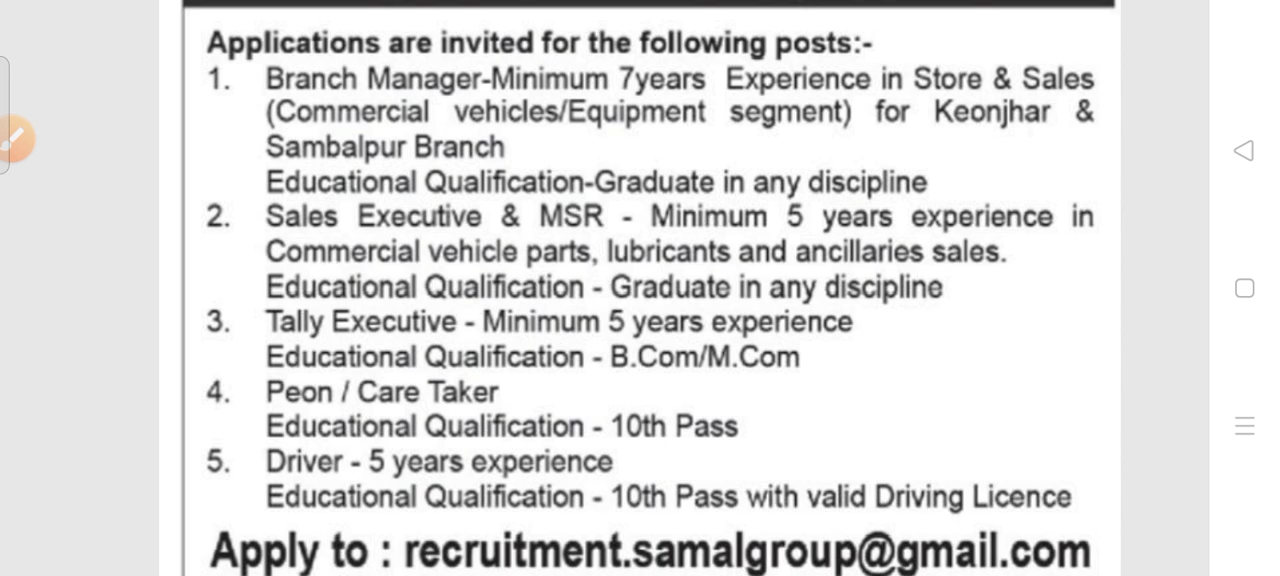 Applications are invited for the following posts:-
1. Branch Manager-Minimum 7years Experience in Store & Sales
(Commercial vehicles/Equipment segment) for Keonjhar &
Sambalpur Branch
Educational Qualification-Graduate in any discipline
2. Sales Executive & MSR - Minimum 5 years experience in
Commercial vehicle parts, lubricants and ancillaries sales.
Educational Qualification - Graduate in any discipline
3. Tally Executive - Minimum 5 years experience
Educational Qualification - B.Com/M.Com
4. Peon / Care Taker
Educational Qualification - 10th Pass
5. Driver - 5 years experience
Educational Qualification - 10th Pass with valid Driving Licence
Apply to : recruitment.samalgroup@gmail.com